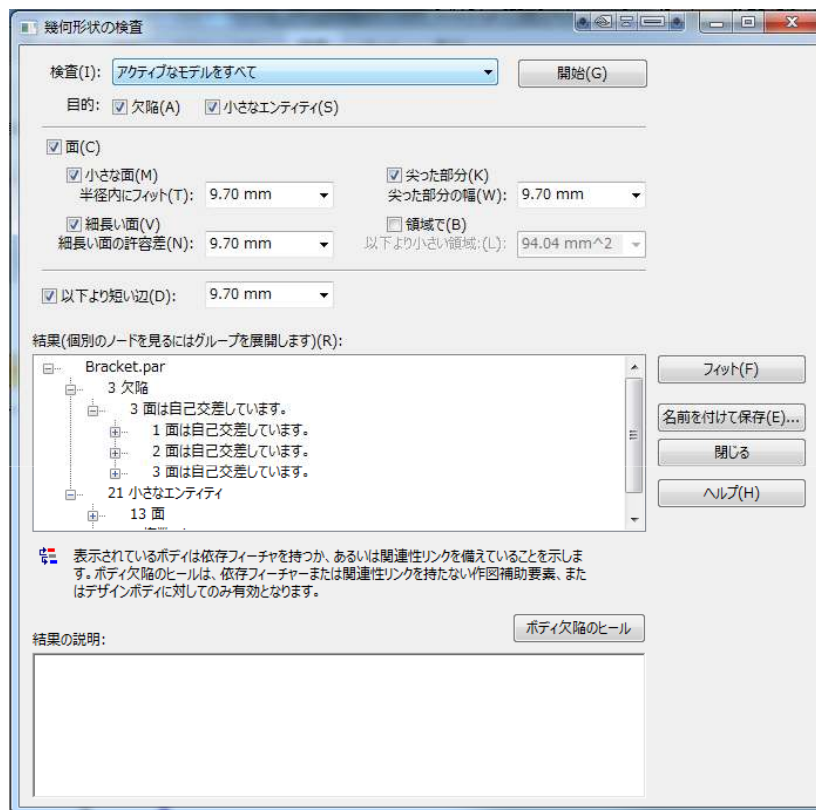 幾何形状の検査
検査(I): アクティブなモデルをすべて 開始(G)
目的: 欠陥(A) 小さなエンティティ(S)
面(C)
小さな面(M) 尖った部分(K)
半径内にフィット(T): 9.70 mm 尖った部分の幅(W): 9.70 mm
細長い面(V) 領域で(B)
細長い面の許容差(N): 9.70 mm 以下より小さい領域:(L): 94.04 mm^2
以下より短い辺(D): 9.70 mm
結果(個別のノードを見るにはグループを展開します)(R):
Bracket.par
3 欠陥
3 面は自己交差しています。
1 面は自己交差しています。
2 面は自己交差しています。
3 面は自己交差しています。
21 小さなエンティティ
13 面
フィット(F)
名前を付けて保存(E)...
閉じる
ヘルプ(H)
表示されているボディは依存フィーチャを持つか、あるいは関連性リンクを備えていることを示しま
す。ボディ欠陥のヒールは、依存フィーチャーまたは関連性リンクを持たない作図補助要素、また
はデザインボディに対してのみ有効となります。
ボディ欠陥のヒール
結果の説明: